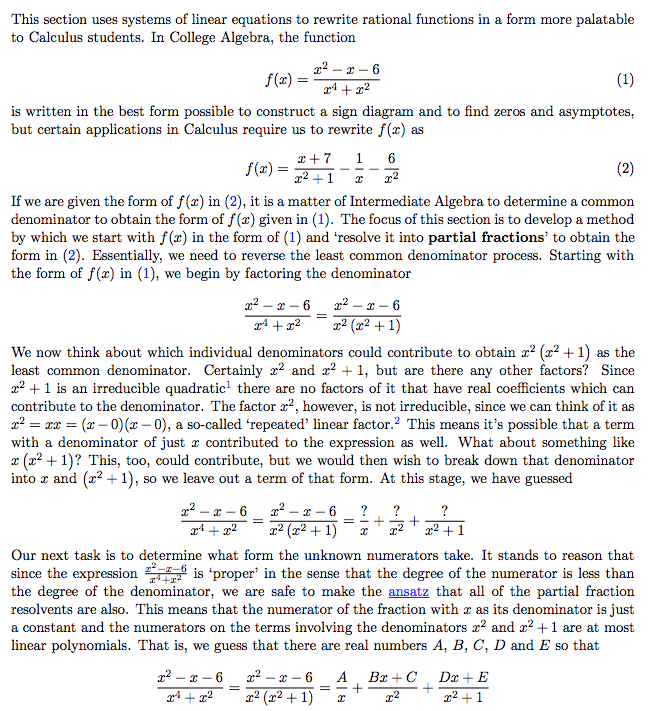 This section uses systems of linear equations to rewrite rational functions in a form more palatable
to Calculus students. In College Algebra, the function
f(x) = \frac{x^2 − x − 6}{x^4 + x^2} (1)
is written in the best form possible to construct a sign diagram and to find zeros and asymptotes,
but certain applications in Calculus require us to rewrite f(x) as
f(x) = \frac{x + 7}{x^2 + 1} − \frac{1}{x} − \frac{6}{x^2} (2)
If we are given the form of f(x) in (2), it is a matter of Intermediate Algebra to determine a common
denominator to obtain the form of f(x) given in (1). The focus of this section is to develop a method
by which we start with f(x) in the form of (1) and ‘resolve it into partial fractions’ to obtain the
form in (2). Essentially, we need to reverse the least common denominator process. Starting with
the form of f(x) in (1), we begin by factoring the denominator
\frac{x^2 − x − 6}{x^4 + x^2} = \frac{x^2 − x − 6}{x^2 (x^2 + 1)}
We now think about which individual denominators could contribute to obtain x^2 (x^2 + 1) as the
least common denominator. Certainly x^2 and x^2 + 1, but are there any other factors? Since
x^2 + 1 is an irreducible quadratic^1 there are no factors of it that have real coefficients which can
contribute to the denominator. The factor x^2, however, is not irreducible, since we can think of it as
x^2 = xx = (x − 0)(x − 0), a so-called ‘repeated’ linear factor.^2 This means it’s possible that a term
with a denominator of just x contributed to the expression as well. What about something like
x (x^2 + 1)? This, too, could contribute, but we would then wish to break down that denominator
into x and (x^2 + 1), so we leave out a term of that form. At this stage, we have guessed
\frac{x^2 − x − 6}{x^4 + x^2} = \frac{x^2 − x − 6}{x^2 (x^2 + 1)} = \frac{?}{x} + \frac{?}{x^2} + \frac{?}{x^2 + 1}
Our next task is to determine what form the unknown numerators take. It stands to reason that
since the expression \frac{x^2−x−6}{x^4+x^2} is ‘proper’ in the sense that the degree of the numerator is less than
the degree of the denominator, we are safe to make the ansatz that all of the partial fraction
resolvents are also. This means that the numerator of the fraction with x as its denominator is just
a constant and the numerators on the terms involving the denominators x^2 and x^2 + 1 are at most
linear polynomials. That is, we guess that there are real numbers A, B, C, D and E so that
\frac{x^2 − x − 6}{x^4 + x^2} = \frac{x^2 − x − 6}{x^2 (x^2 + 1)} = \frac{A}{x} + \frac{Bx + C}{x^2} + \frac{Dx + E}{x^2 + 1}